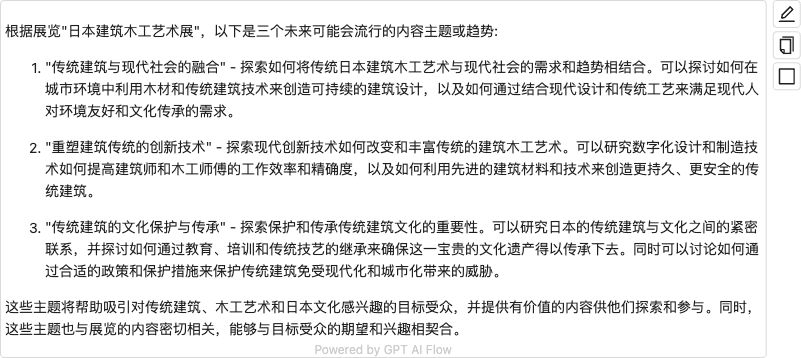 根据展览"日本建筑木工艺术展"，以下是三个未来可能会流行的内容主题或趋势:
1. "传统建筑与现代社会的融合" - 探索如何将传统日本建筑木工艺术与现代社会的需求和趋势相结合。可以探讨如何在
城市环境中利用木材和传统建筑技术来创造可持续的建筑设计，以及如何通过结合现代设计和传统工艺来满足现代人
对环境友好和文化传承的需求。
2. "重塑建筑传统的创新技术" - 探索现代创新技术如何改变和丰富传统的建筑木工艺术。可以研究数字化设计和制造技
术如何提高建筑师和木工师傅的工作效率和精确度，以及如何利用先进的建筑材料和技术来创造更持久、更安全的传
统建筑。
3. "传统建筑的文化保护与传承" - 探索保护和传承传统建筑文化的重要性。可以研究日本的传统建筑与文化之间的紧密
联系，并探讨如何通过教育、培训和传统技艺的继承来确保这一宝贵的文化遗产得以传承下去。同时可以讨论如何通
过合适的政策和保护措施来保护传统建筑免受现代化和城市化带来的威胁。
这些主题将帮助吸引对传统建筑、木工艺术和日本文化感兴趣的目标受众，并提供有价值的内容供他们探索和参与。同时，
这些主题也与展览的内容密切相关，能够与目标受众的期望和兴趣相契合。
Powered by GPT AI Flow